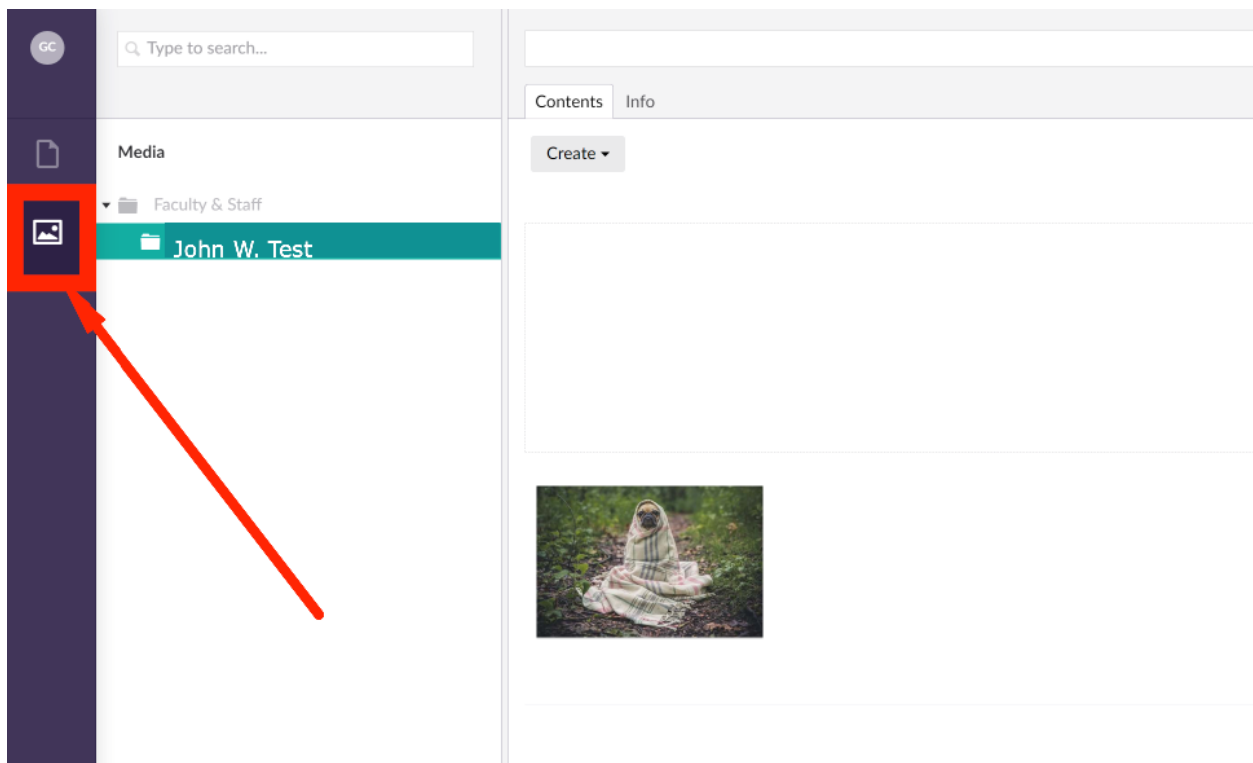 GC
Type to search...
Contents Info
Media
Create
Faculty & Staff
John W. Test